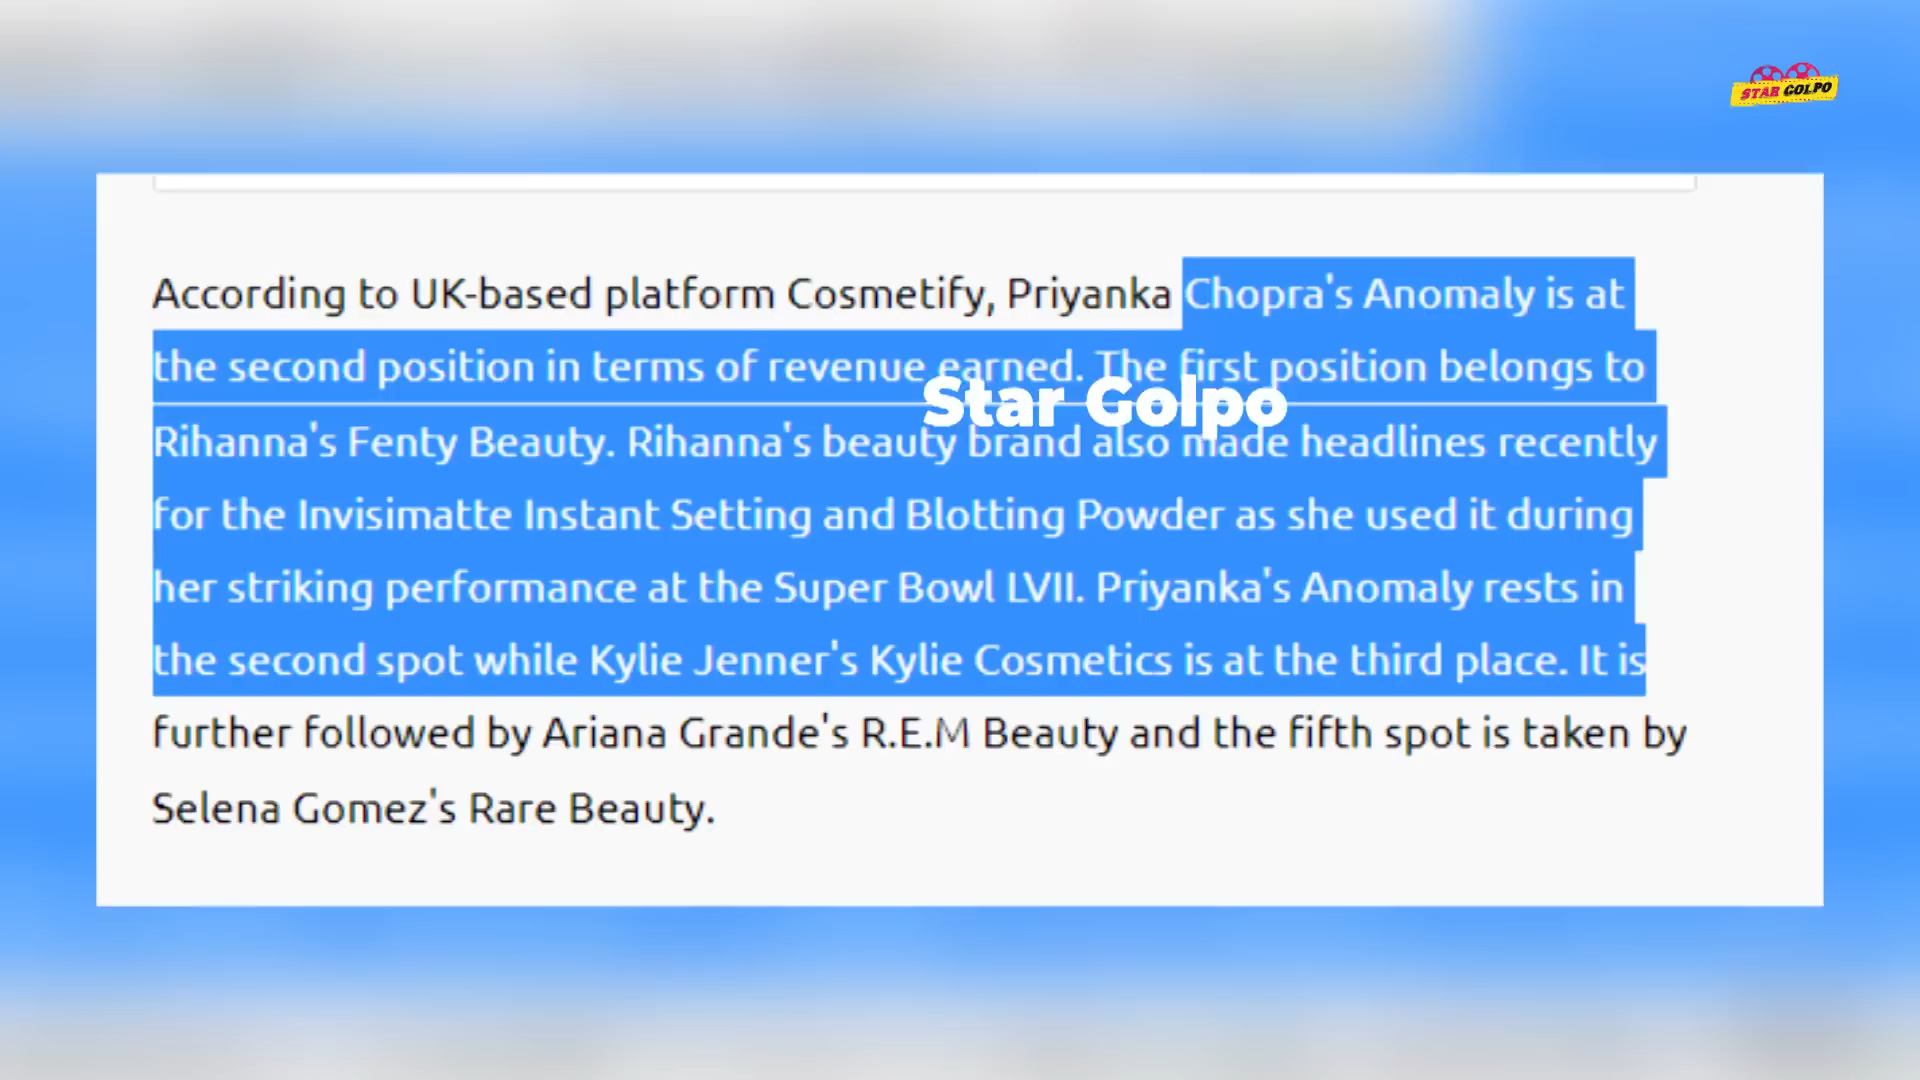 STAR GOLPO
According to UK-based platform Cosmetify, Priyanka Chopra's Anomaly is at
the second position in terms of revenue earned. The first position belongs to
Star Golpo
Rihanna's Fenty Beauty. Rihanna's beauty brand also made headlines recently
for the Invisimatte Instant Setting and Blotting Powder as she used it during
her striking performance at the Super Bowl LVII. Priyanka's Anomaly rests in
the second spot while Kylie Jenner's Kylie Cosmetics is at the third place. It is
further followed by Ariana Grande's R.E.M Beauty and the fifth spot is taken by
Selena Gomez's Rare Beauty.